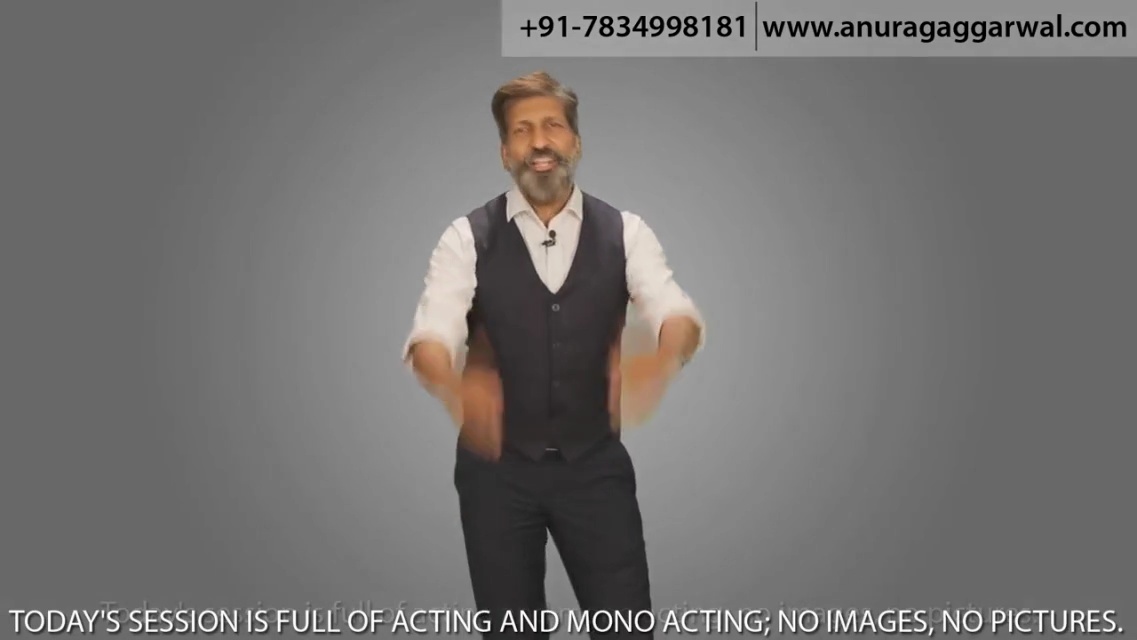 +91-7834998181 | www.anuragaggarwal.com
TODAY'S SESSION IS FULL OF ACTING AND MONO ACTING; NO IMAGES, NO PICTURES.